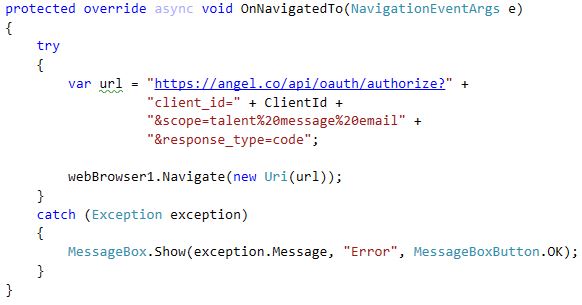 protected override async void OnNavigatedTo(NavigationEventArgs e)
{
    try
    {
        var url = "https://angel.co/api/oauth/authorize?" +
                  "client_id=" + ClientId +
                  "&scope=talent%20message%20email" +
                  "&response_type=code";

        webBrowser1.Navigate(new Uri(url));
    }
    catch (Exception exception)
    {
        MessageBox.Show(exception.Message, "Error", MessageBoxButton.OK);
    }
}